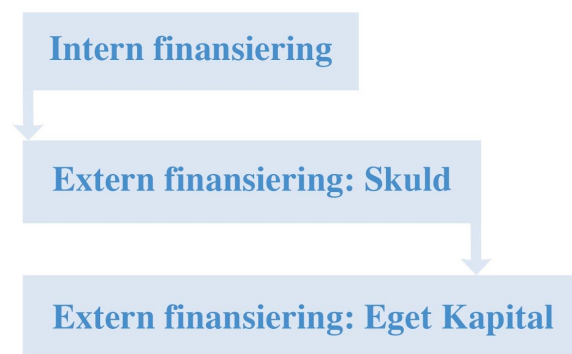 Intern finansiering
Extern finansiering: Skuld
Extern finansiering: Eget Kapital